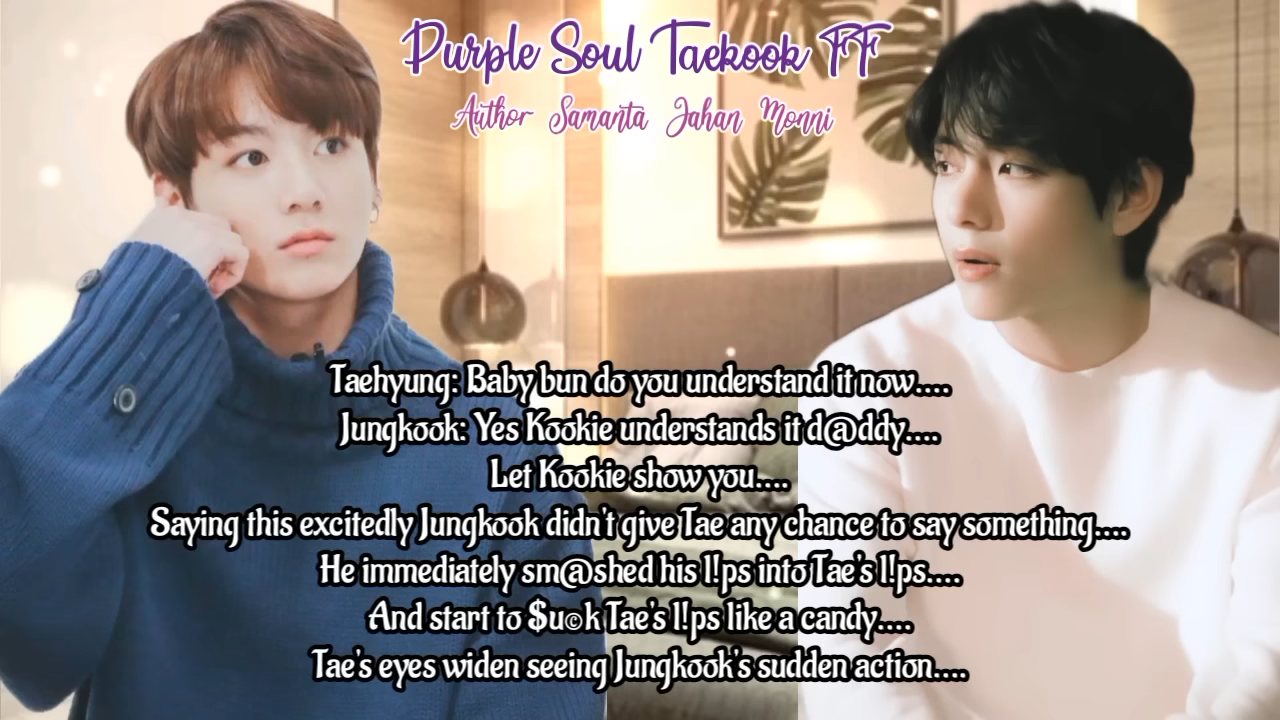 Purple Soul Taekook FF
Author Samanta Jahan Monni
Taehyung: Baby bun do you understand it now....
Jungkook: Yes Kookie understands it d@ddy....
Let Kookie show you....
Saying this excitedly Jungkook didn't give Tae any chance to say something....
He immediately sm@shed his l!ps into Tae's l!ps....
And start to $u©k Tae's l!ps like a candy....
Tae's eyes widen seeing Jungkook's sudden action....